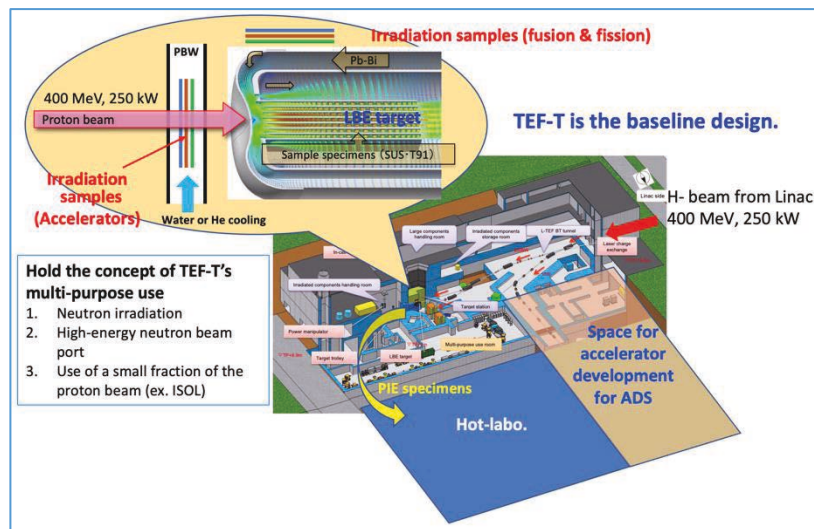 Irradiation samples (fusion & fission)
PBW
Pb-Bi
400 MeV, 250 kW
Proton beam
LBE target
TEF-T is the baseline design.
Sample specimens (SUS・T91)
Irradiation
samples
(Accelerators)
Water or He cooling
Linac side
H- beam from Linac
400 MeV, 250 kW
Large components
handling room
Irradiated components
storage room
L-TEF BT tunnel
Laser charge
exchange
Hold the concept of TEF-T's
multi-purpose use
1. Neutron irradiation
2. High-energy neutron beam
port
3. Use of a small fraction of the
proton beam (ex. ISOL)
Irradiated components handling room
Target station
Power manipulator
Multi-purpose use room
Target trolley
LBE target
PIE specimens
Space for
accelerator
development
for ADS
Hot-labo.